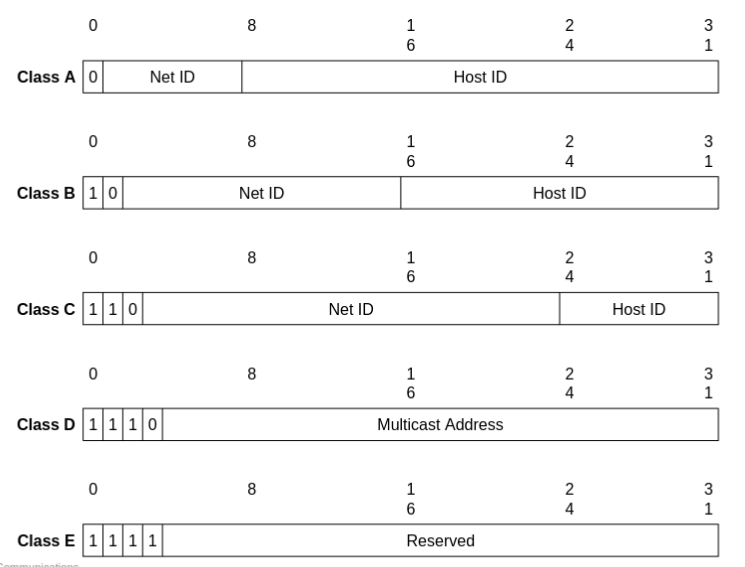 0 8 1 2 3
6 4 1
Class A 0 Net ID Host ID
0 8 1 2 3
6 4 1
Class B 1 0 Net ID Host ID
0 8 1 2 3
6 4 1
Class C 1 1 0 Net ID Host ID
0 8 1 2 3
6 4 1
Class D 1 1 1 0 Multicast Address
0 8 1 2 3
6 4 1
Class E 1 1 1 1 Reserved
Communications